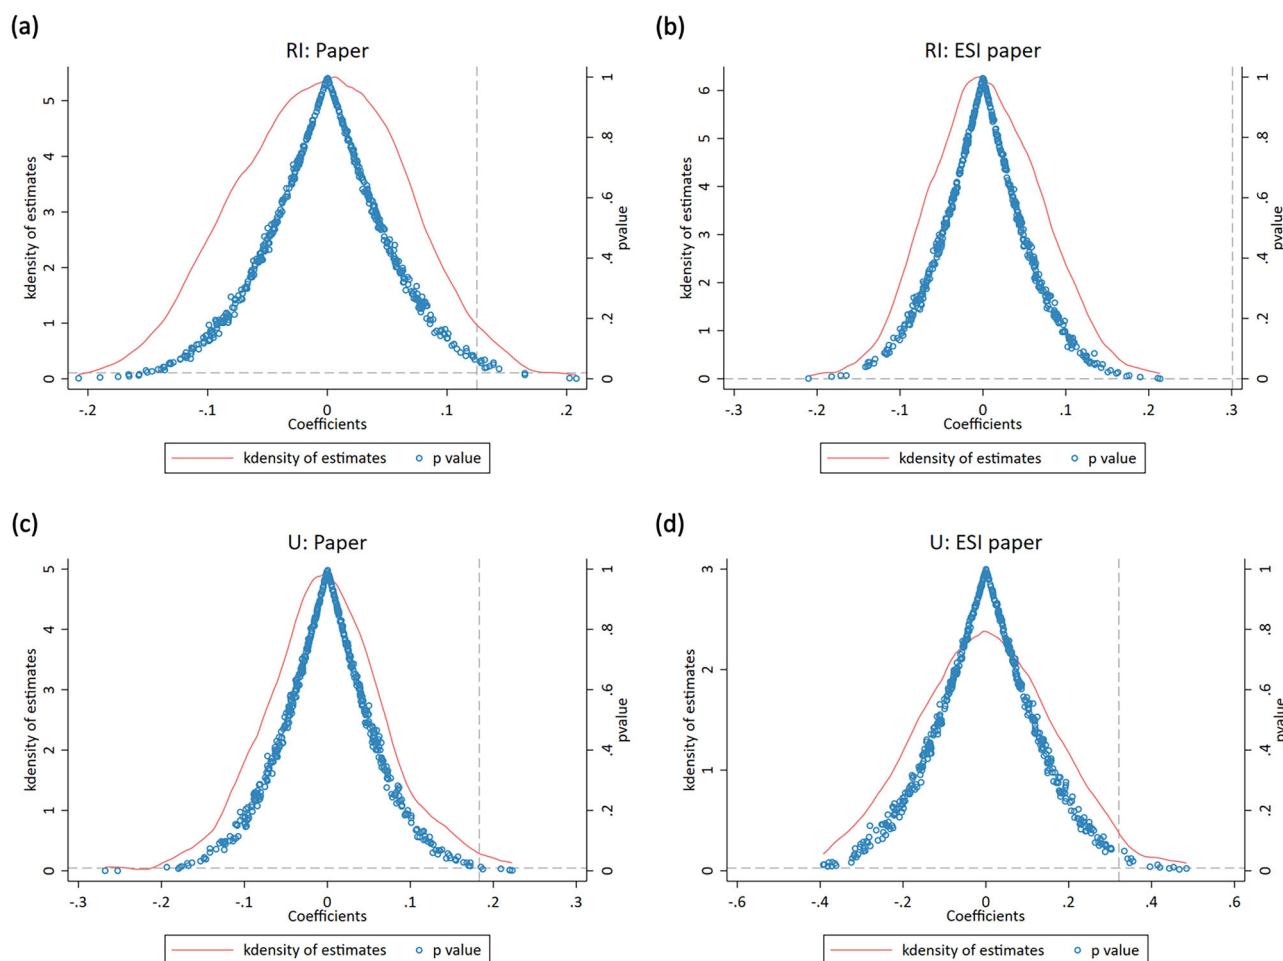 (a)
RI: Paper
kdensity of estimates
5
4
3
2
1
0
1
.8
.6
.4
.2
0
pvalue
-.2
-.1
0
.1
.2
Coefficients
kdensity of estimates
p value
(b)
RI: ESI paper
kdensity of estimates
6
5
4
3
2
1
0
1
.8
.6
.4
.2
0
pvalue
-.3
-.2
-.1
0
.1
.2
.3
Coefficients
kdensity of estimates
p value
(c)
U: Paper
kdensity of estimates
5
4
3
2
1
0
1
.8
.6
.4
.2
0
pvalue
-.3
-.2
-.1
0
.1
.2
.3
Coefficients
kdensity of estimates
p value
(d)
U: ESI paper
kdensity of estimates
3
2
1
0
1
.8
.6
.4
.2
0
pvalue
-.6
-.4
-.2
0
.2
.4
.6
Coefficients
kdensity of estimates
p value